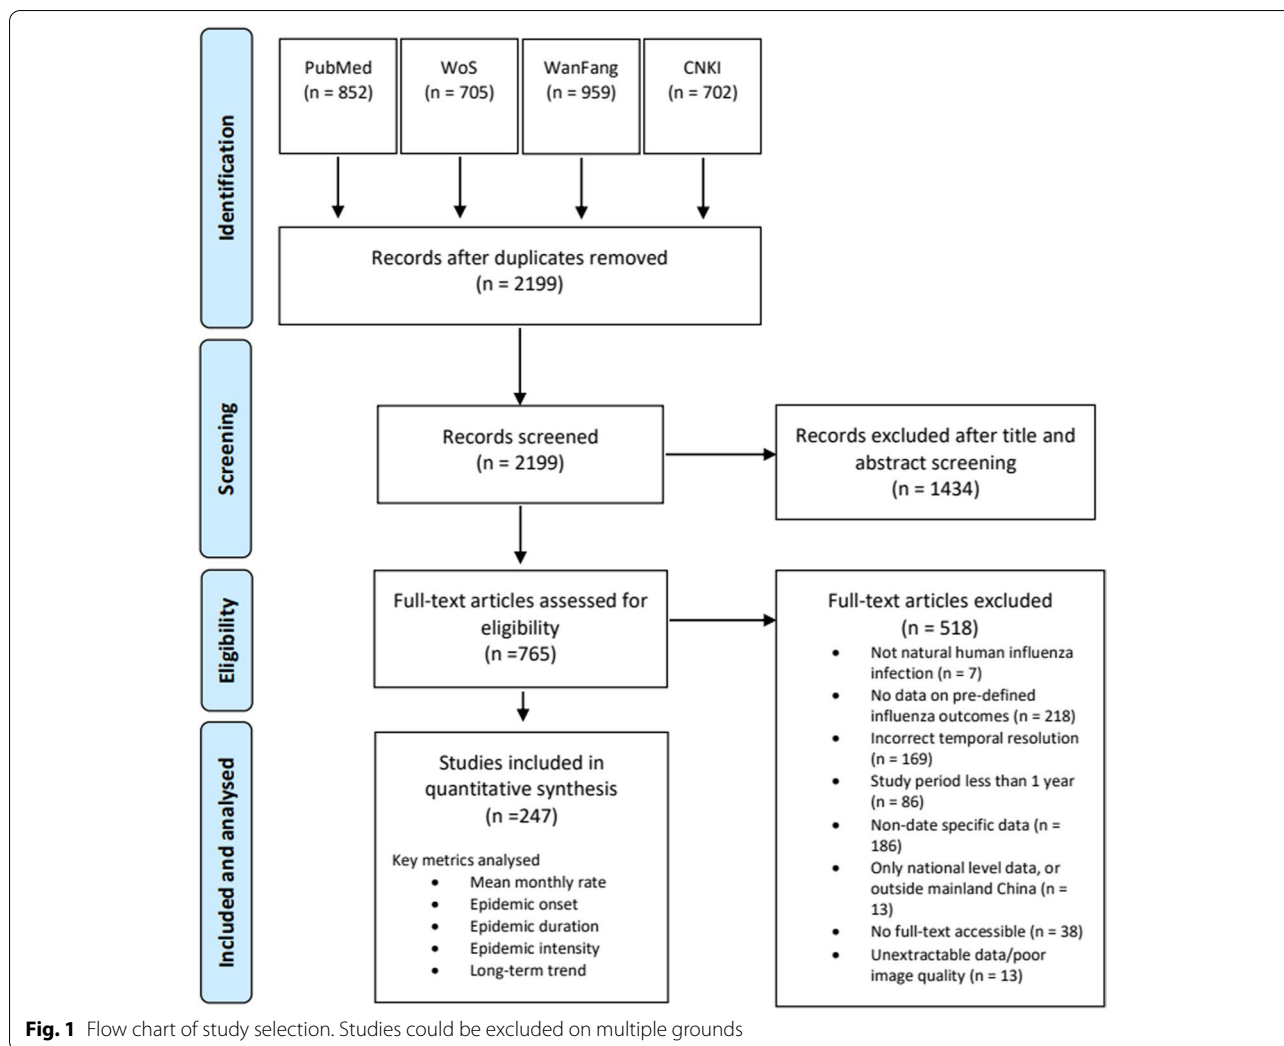 Identification
PubMed
(n = 852)
WoS
(n = 705)
WanFang
(n = 959)
CNKI
(n = 702)
Records after duplicates removed
(n = 2199)
Screening
Records screened
(n = 2199)
Records excluded after title and
abstract screening
(n = 1434)
Eligibility
Full-text articles assessed for
eligibility
(n =765)
Full-text articles excluded
(n = 518)
• Not natural human influenza
infection (n = 7)
• No data on pre-defined
influenza outcomes (n = 218)
• Incorrect temporal resolution
(n = 169)
• Study period less than 1 year
(n = 86)
• Non-date specific data (n =
186)
• Only national level data, or
outside mainland China (n =
13)
• No full-text accessible (n = 38)
• Unextractable data/poor
image quality (n = 13)
Included and analysed
Studies included in
quantitative synthesis
(n =247)
Key metrics analysed
• Mean monthly rate
• Epidemic onset
• Epidemic duration
• Epidemic intensity
• Long-term trend
Fig. 1 Flow chart of study selection. Studies could be excluded on multiple grounds